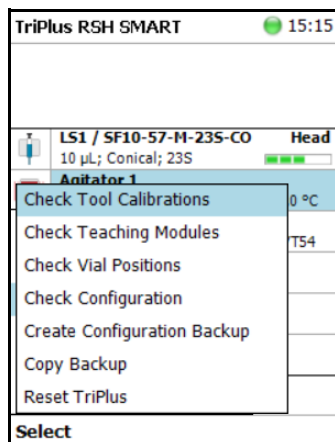 TriPlus RSH SMART 15:15
LS1 / SF10-57-M-23S-CO Head
10 µL; Conical; 23S
Agitator 1
Check Tool Calibrations
0 °C
Check Teaching Modules
/T54
Check Vial Positions
Check Configuration
Create Configuration Backup
Copy Backup
Reset TriPlus
Select